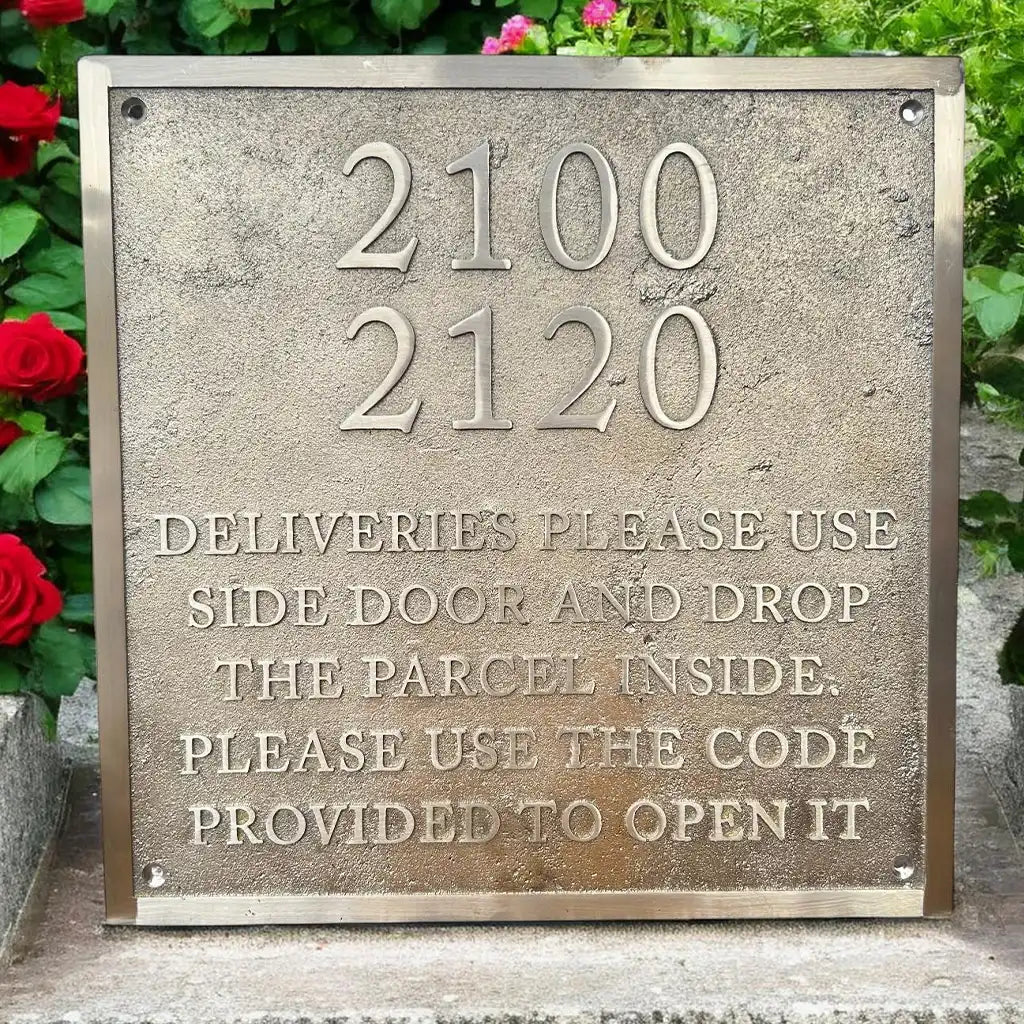 2100
2120
DELIVERIES PLEASE USE
SIDE DOOR AND DROP
THE PARCEL INSIDE.
PLEASE USE THE CODE
PROVIDED TO OPEN IT